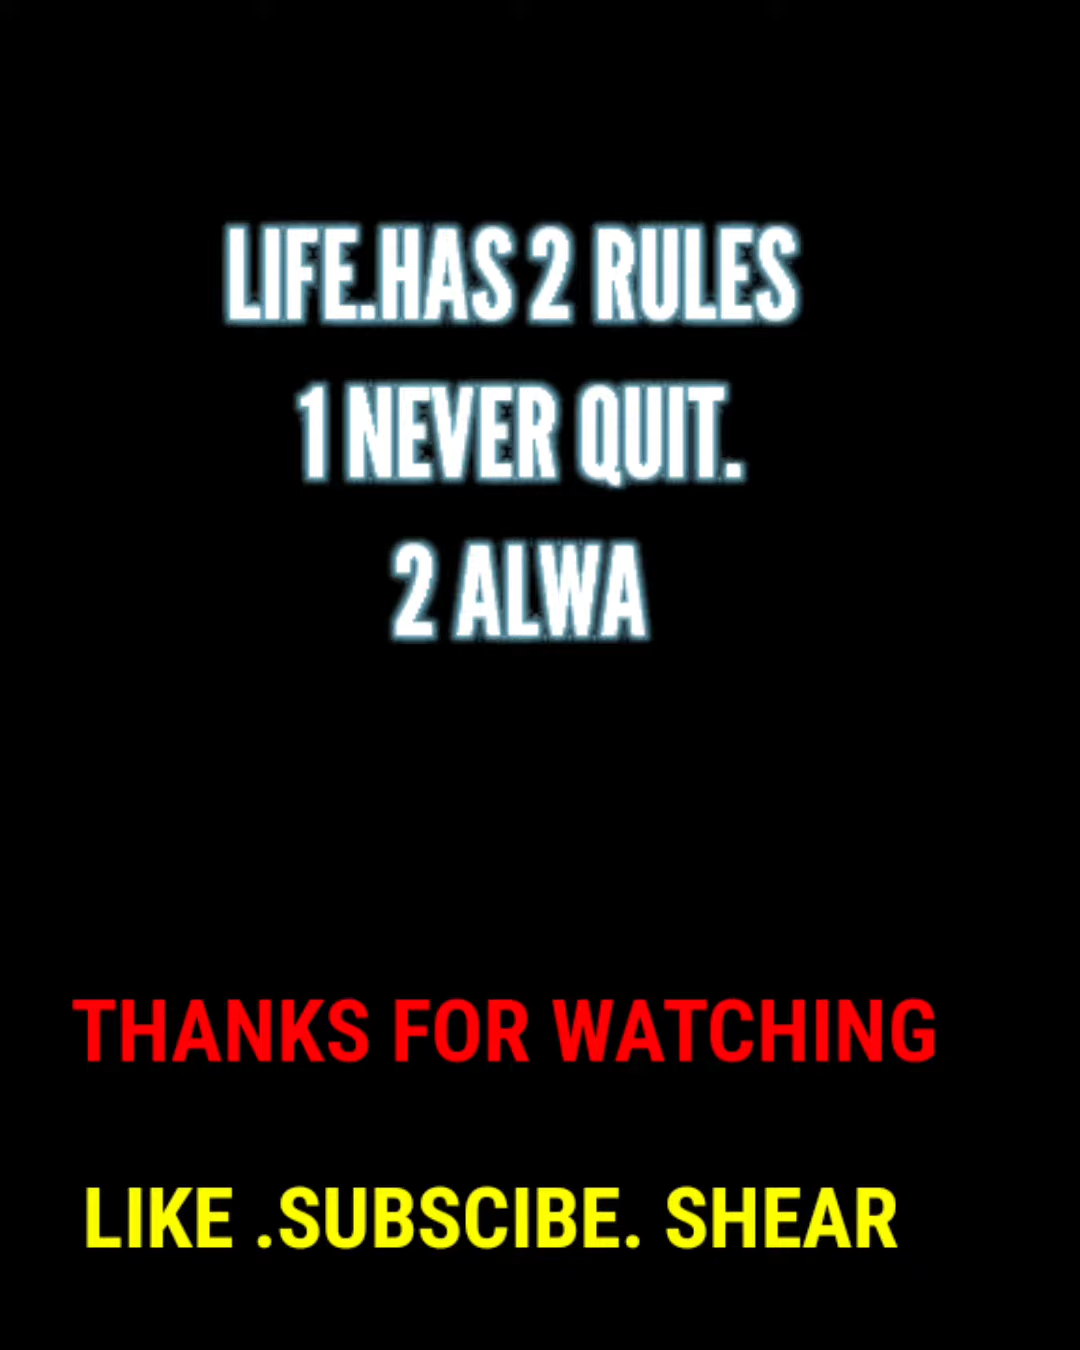 LIFE.HAS 2 RULES
1 NEVER QUIT.
2 ALWA
THANKS FOR WATCHING
LIKE .SUBSCIBE. SHEAR